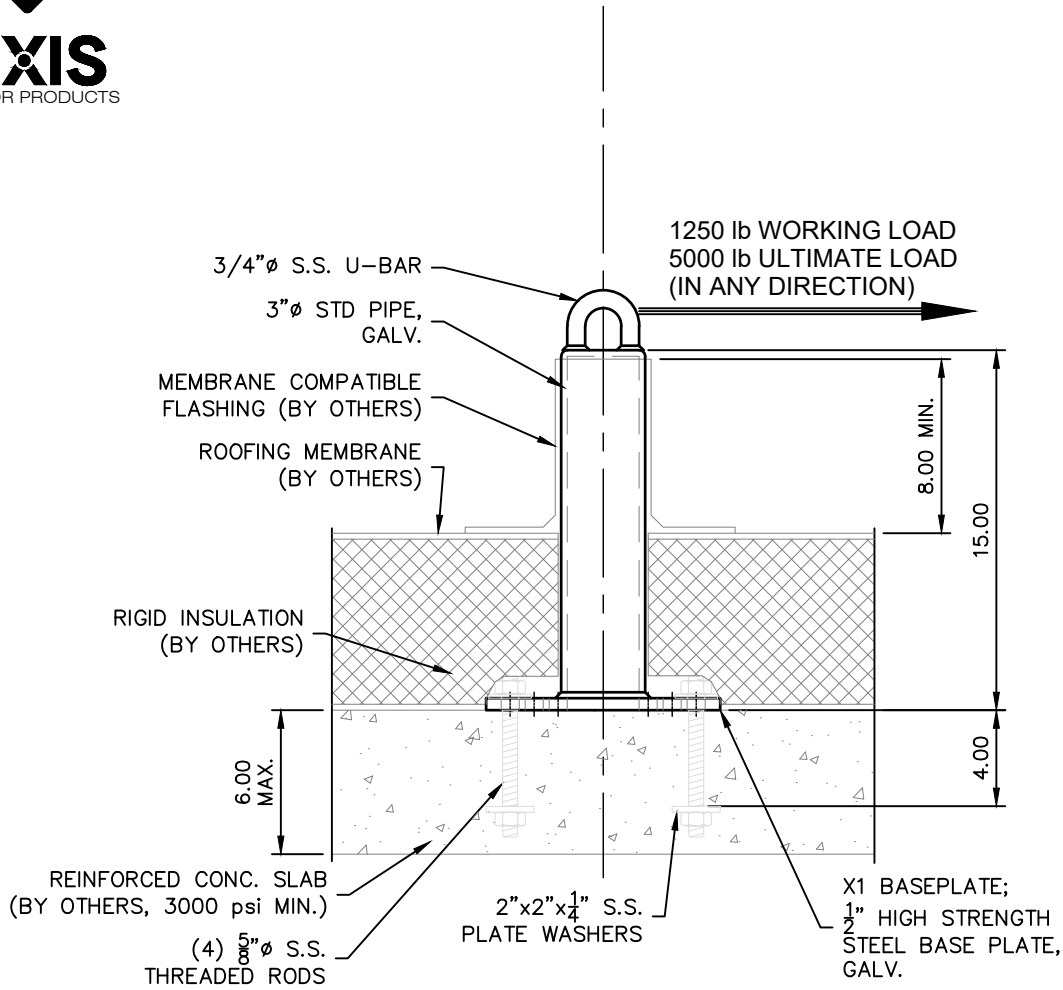 XIS
OR PRODUCTS
1250 lb WORKING LOAD
5000 lb ULTIMATE LOAD
(IN ANY DIRECTION)
3/4"ø S.S. U-BAR
3"ø STD PIPE,
GALV.
MEMBRANE COMPATIBLE
FLASHING (BY OTHERS)
ROOFING MEMBRANE
(BY OTHERS)
8.00 MIN.
15.00
RIGID INSULATION
(BY OTHERS)
6.00
MAX.
4.00
REINFORCED CONC. SLAB
(BY OTHERS, 3000 psi MIN.)
(4) 5/8"ø S.S.
THREADED RODS
2"x2"x1/4" S.S.
PLATE WASHERS
X1 BASEPLATE;
1/2" HIGH STRENGTH
STEEL BASE PLATE,
GALV.